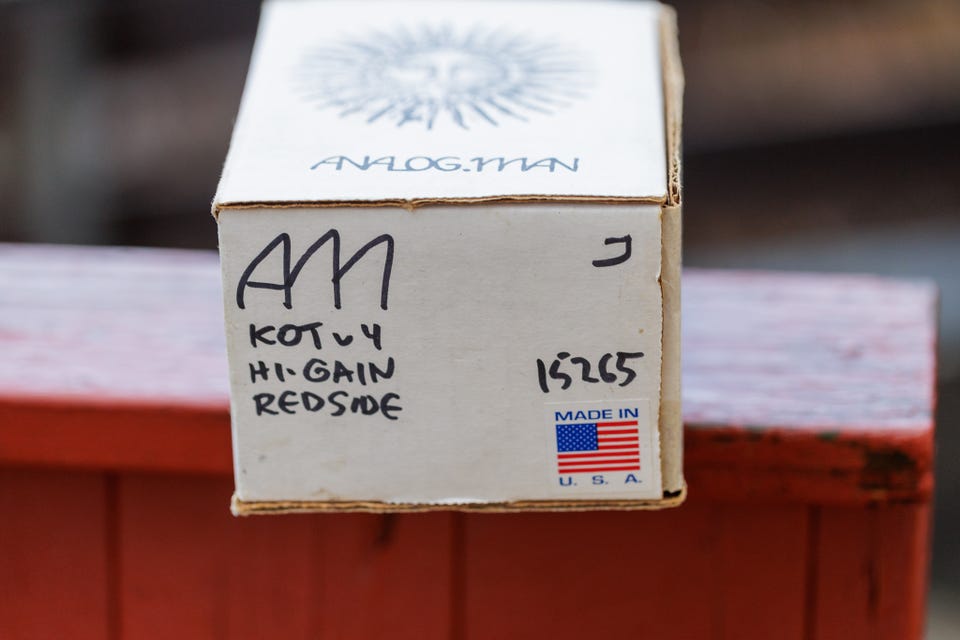 ANALOG.MAN
AM
KOT v4
HI-GAIN
REDSIDE
15265
MADE IN
U. S. A.